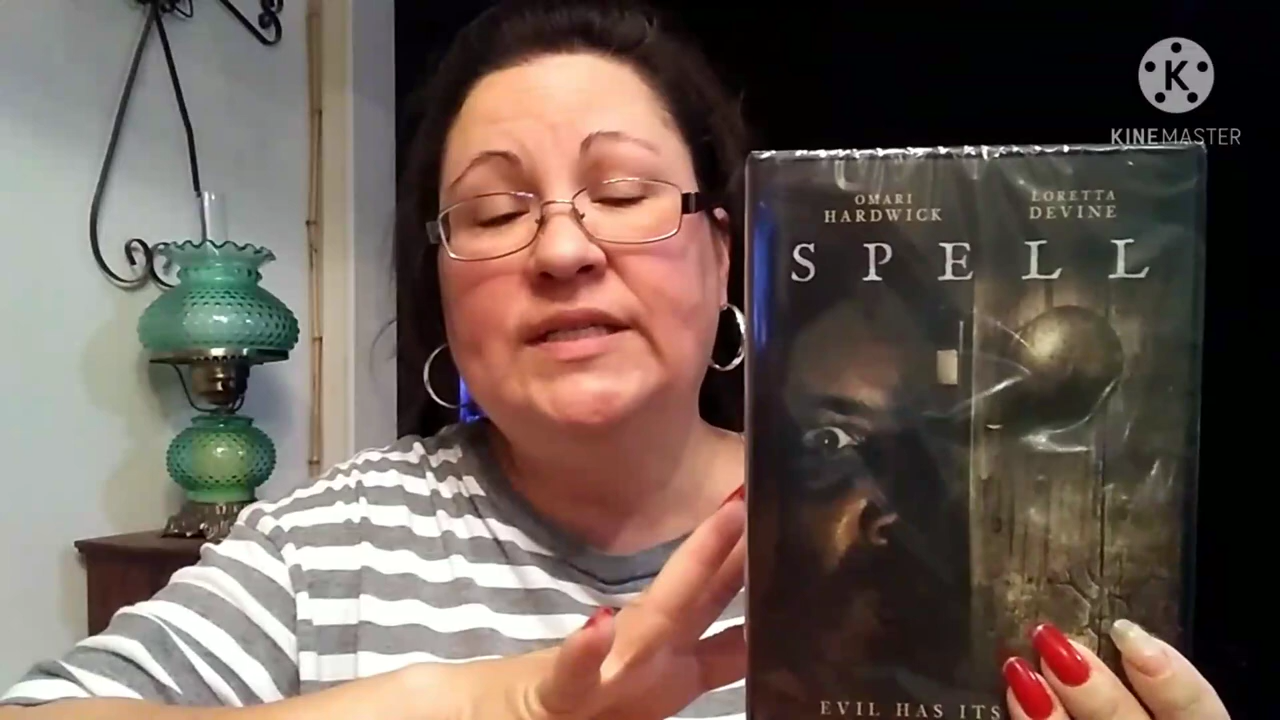 K
KINEMASTER
OMARI
HARDWICK
LORETTA
DEVINE
SPELL
EVIL HAS ITS